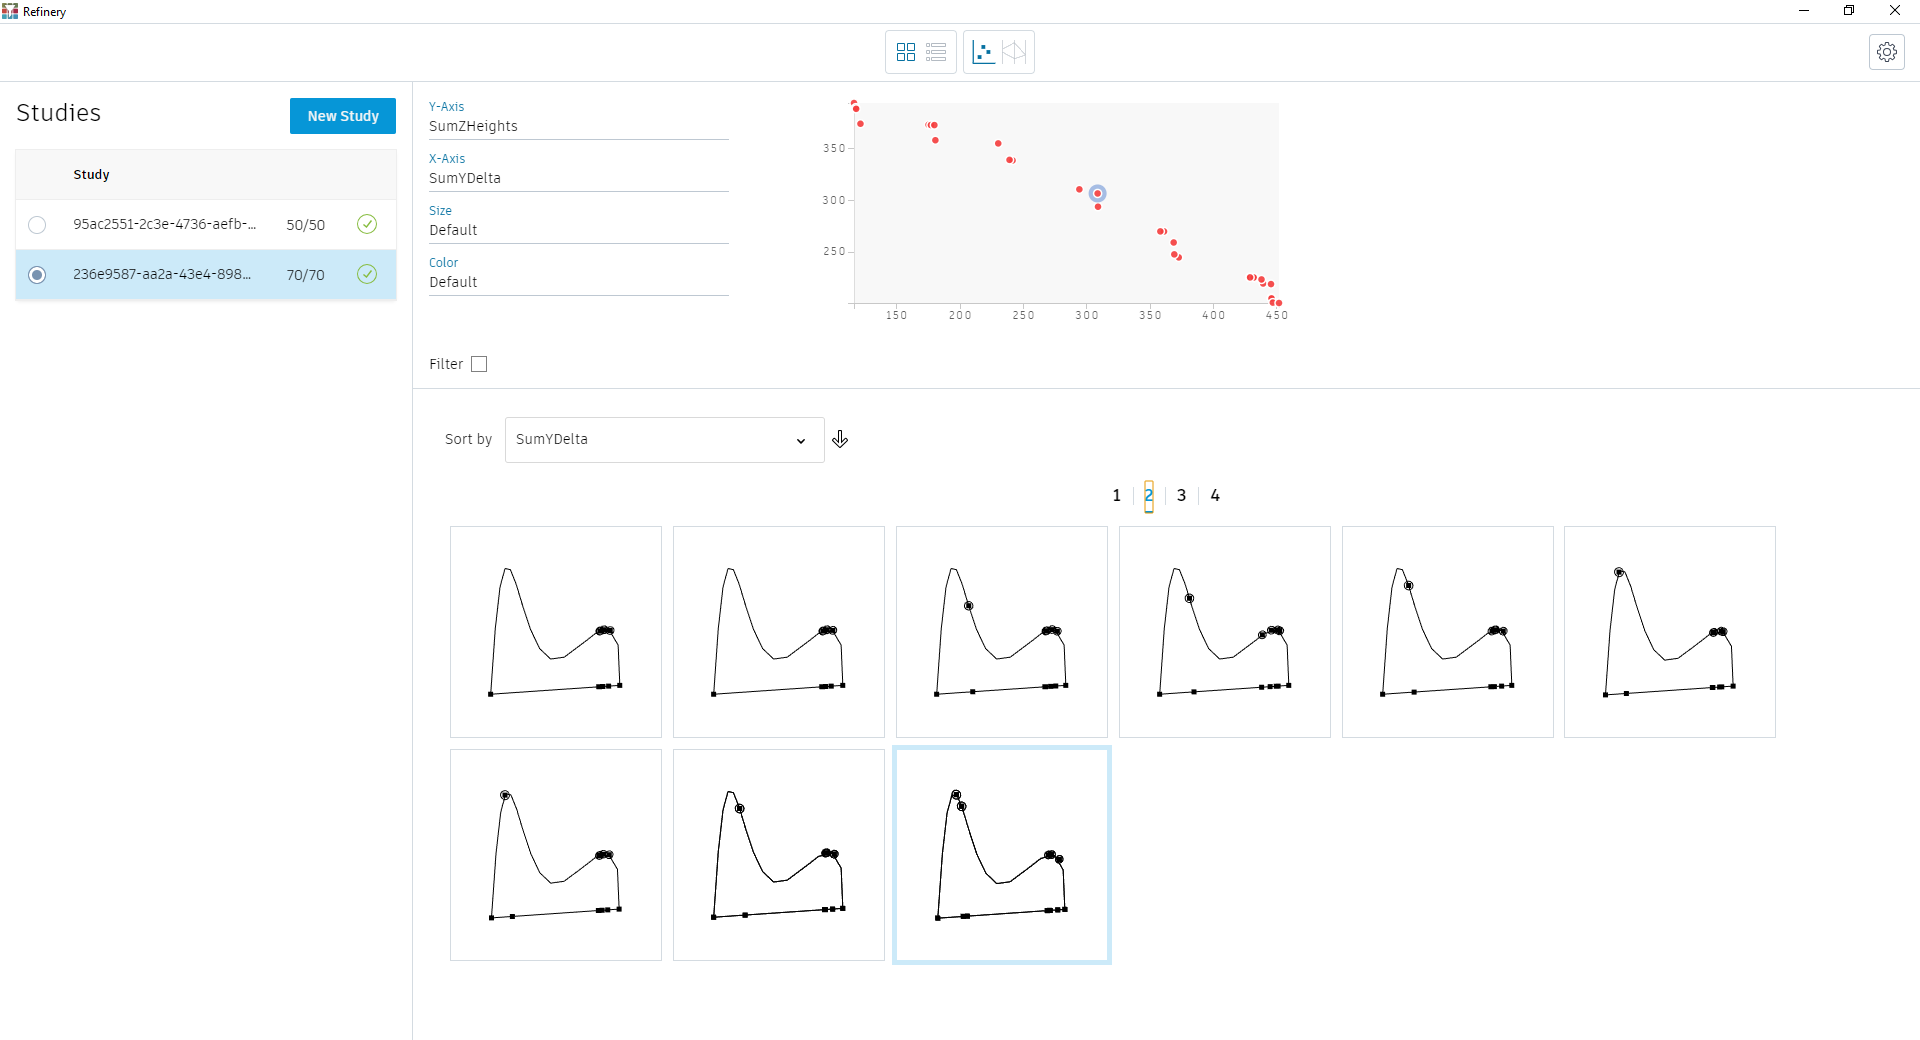 Refinery
Studies
New Study
Study
95ac2551-2c3e-4736-aefb-... 50/50
236e9587-aa2a-43e4-898... 70/70
Y-Axis
SumZHeights
X-Axis
SumYDelta
Size
Default
Color
Default
350
300
250
150 200 250 300 350 400 450
Filter
Sort by SumYDelta
1 2 3 4